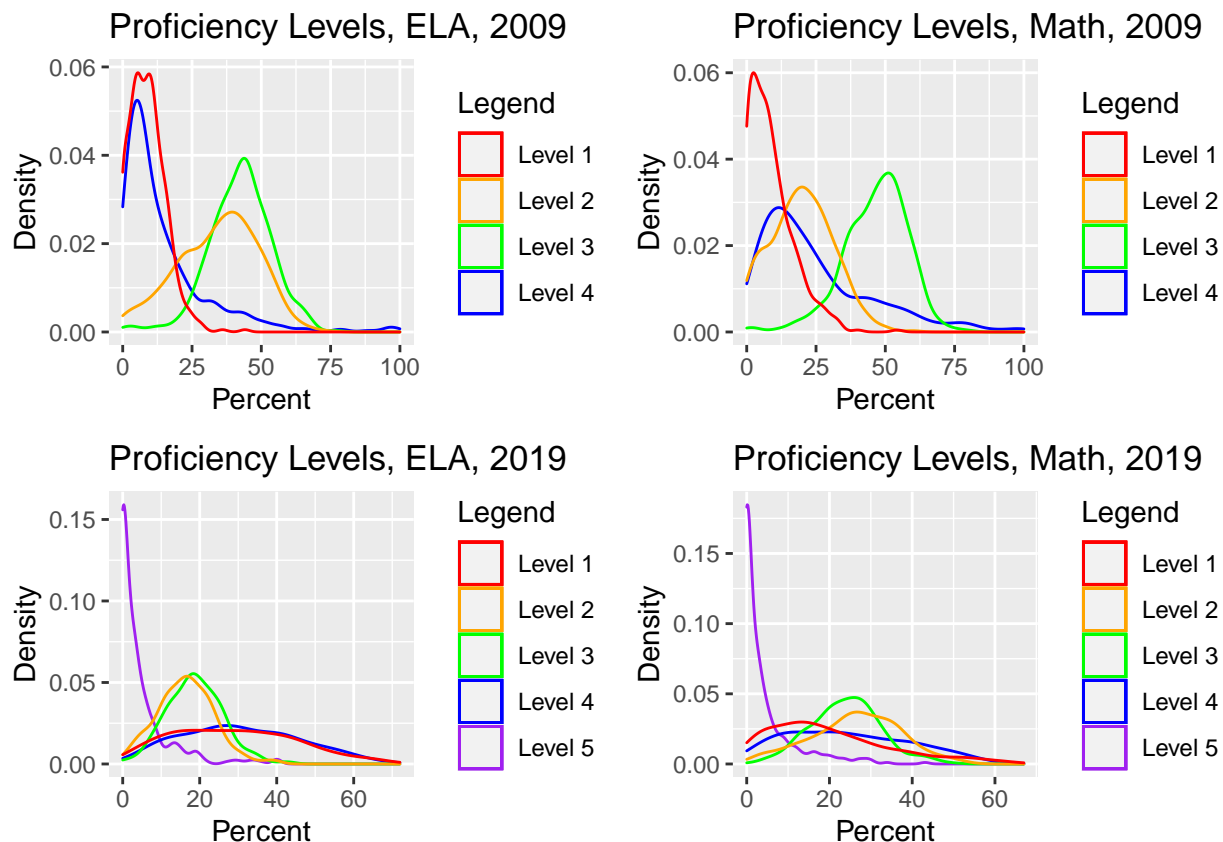 Proficiency Levels, ELA, 2009
Density
0.06
0.04
0.02
0.00
0 25 50 75 100
Percent
Legend
Level 1
Level 2
Level 3
Level 4
Proficiency Levels, Math, 2009
Density
0.06
0.04
0.02
0.00
0 25 50 75 100
Percent
Legend
Level 1
Level 2
Level 3
Level 4
Proficiency Levels, ELA, 2019
Density
0.15
0.10
0.05
0.00
0 20 40 60
Percent
Legend
Level 1
Level 2
Level 3
Level 4
Level 5
Proficiency Levels, Math, 2019
Density
0.15
0.10
0.05
0.00
0 20 40 60
Percent
Legend
Level 1
Level 2
Level 3
Level 4
Level 5